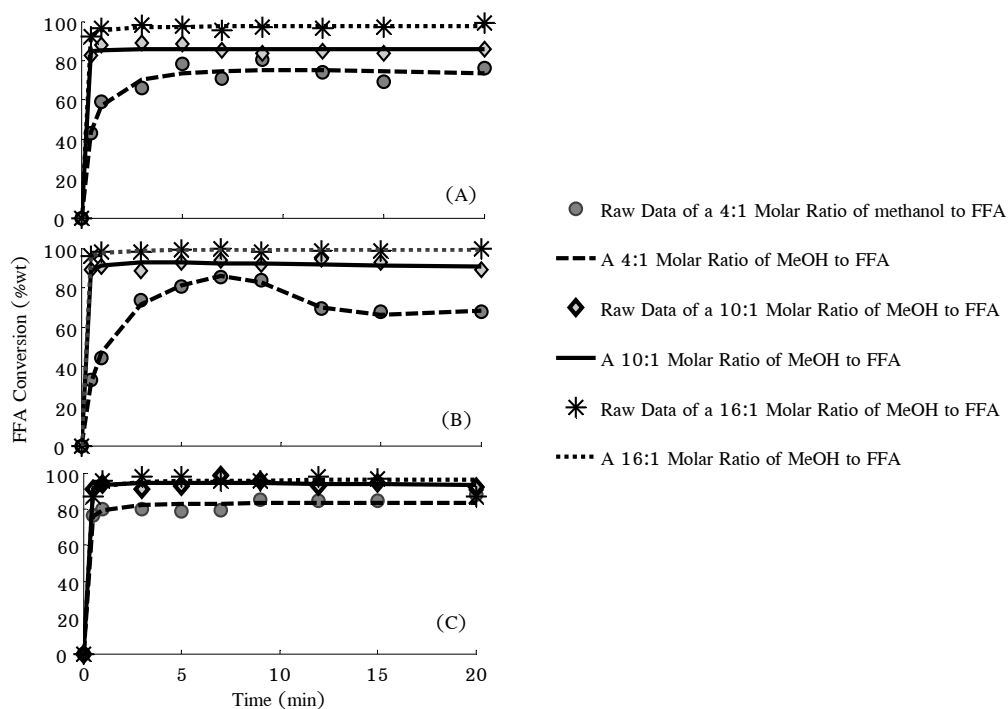 FFA Conversion (%wt)
100
80
60
40
20
0
(A)
100
80
60
40
20
0
(B)
100
80
60
40
20
0
(C)
0 5 10 15 20
Time (min)
Raw Data of a 4:1 Molar Ratio of methanol to FFA
A 4:1 Molar Ratio of MeOH to FFA
Raw Data of a 10:1 Molar Ratio of MeOH to FFA
A 10:1 Molar Ratio of MeOH to FFA
Raw Data of a 16:1 Molar Ratio of MeOH to FFA
A 16:1 Molar Ratio of MeOH to FFA